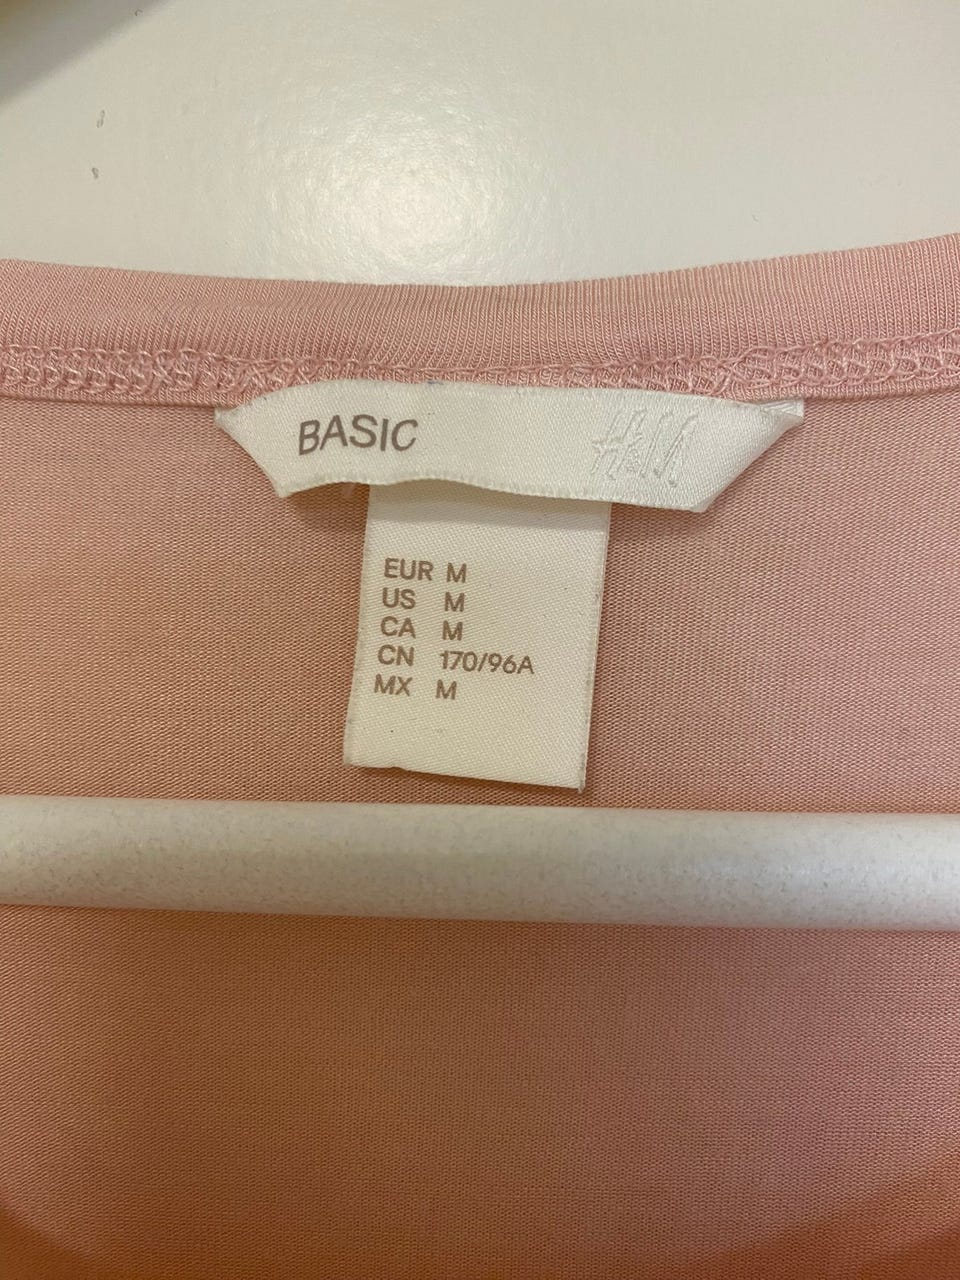 BASIC H&M
EUR M
US M
CA M
CN 170/96A
MX M